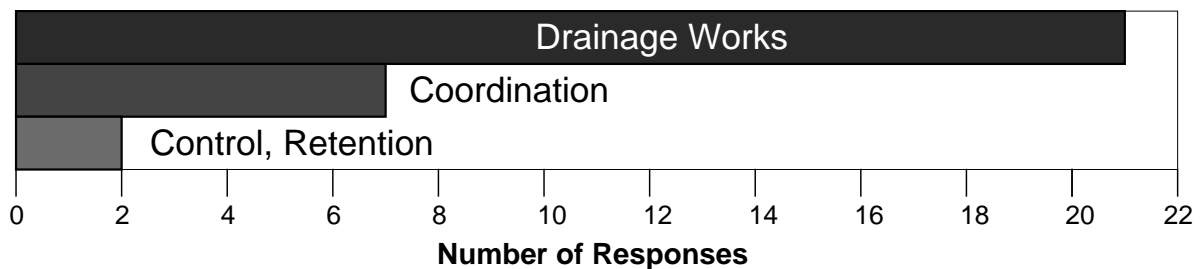 Drainage Works
Coordination
Control, Retention
0 2 4 6 8 10 12 14 16 18 20 22
Number of Responses